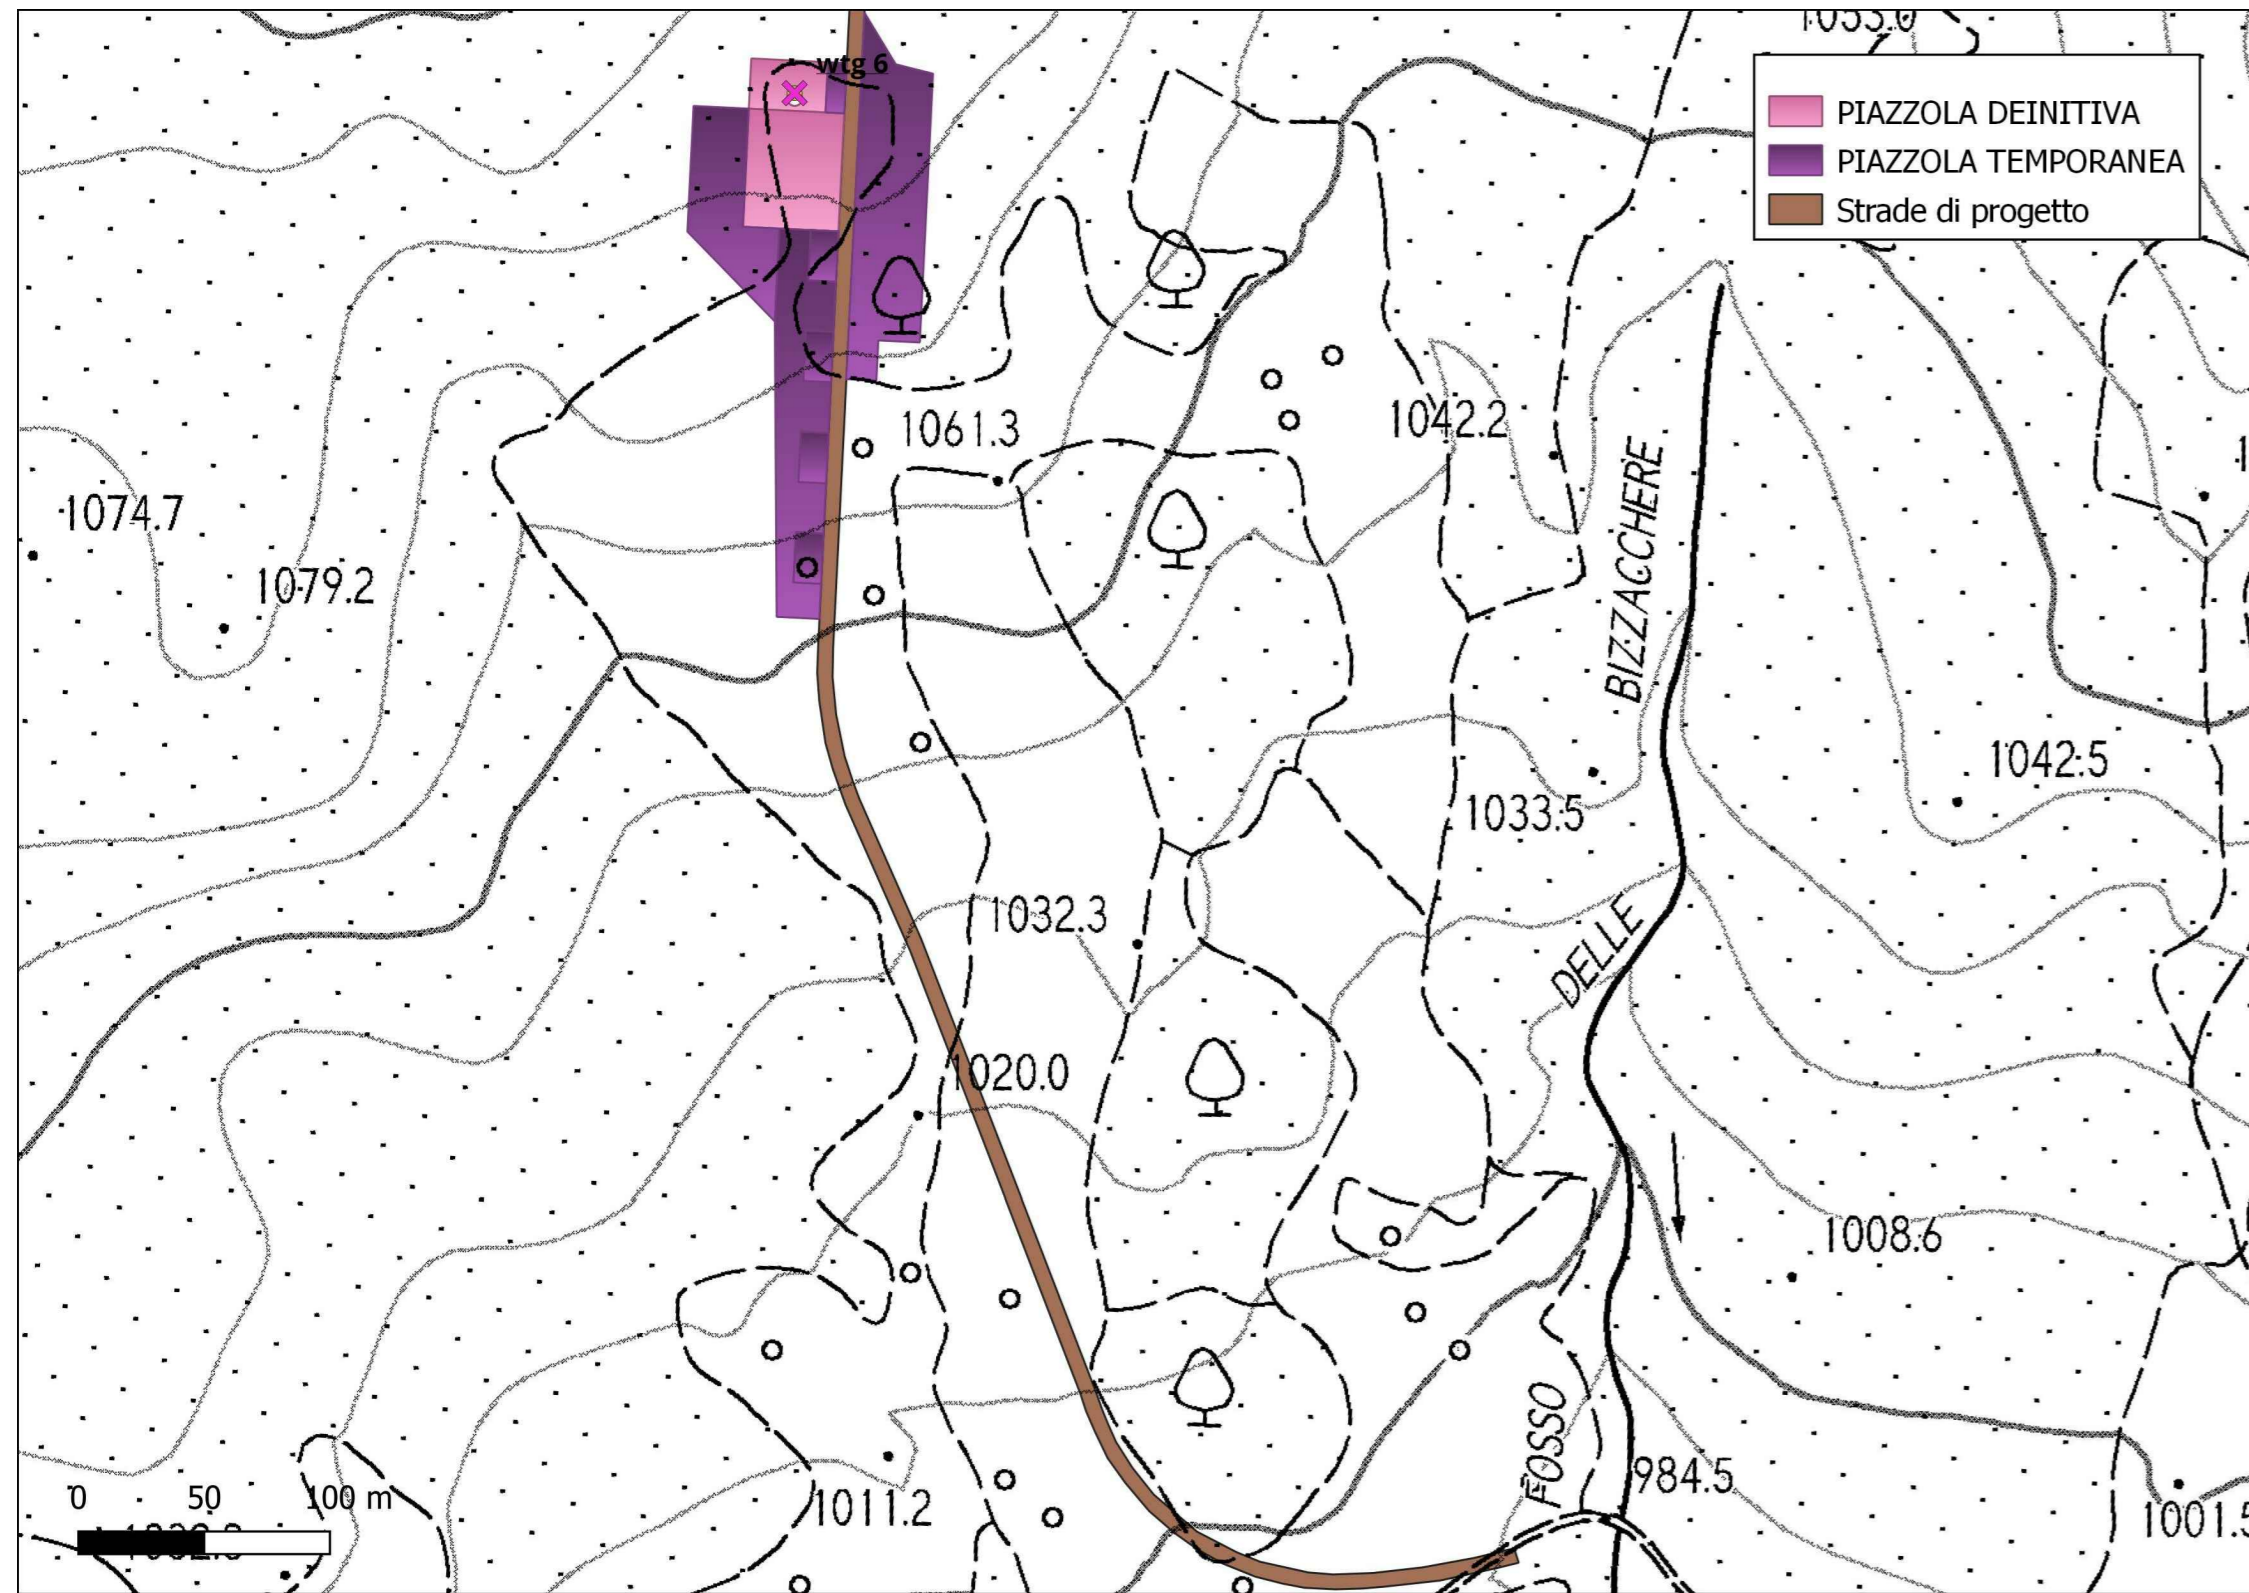 1053.0
wtg 6
PIAZZOLA DEINITIVA
PIAZZOLA TEMPORANEA
Strade di progetto
1061.3
1042.2
1074.7
1079.2
BIZZACCHERE
1042.5
1033.5
1032.3
DELLE
1020.0
1008.6
FOSSO
984.5
0 50 100 m
1011.2
1001.5